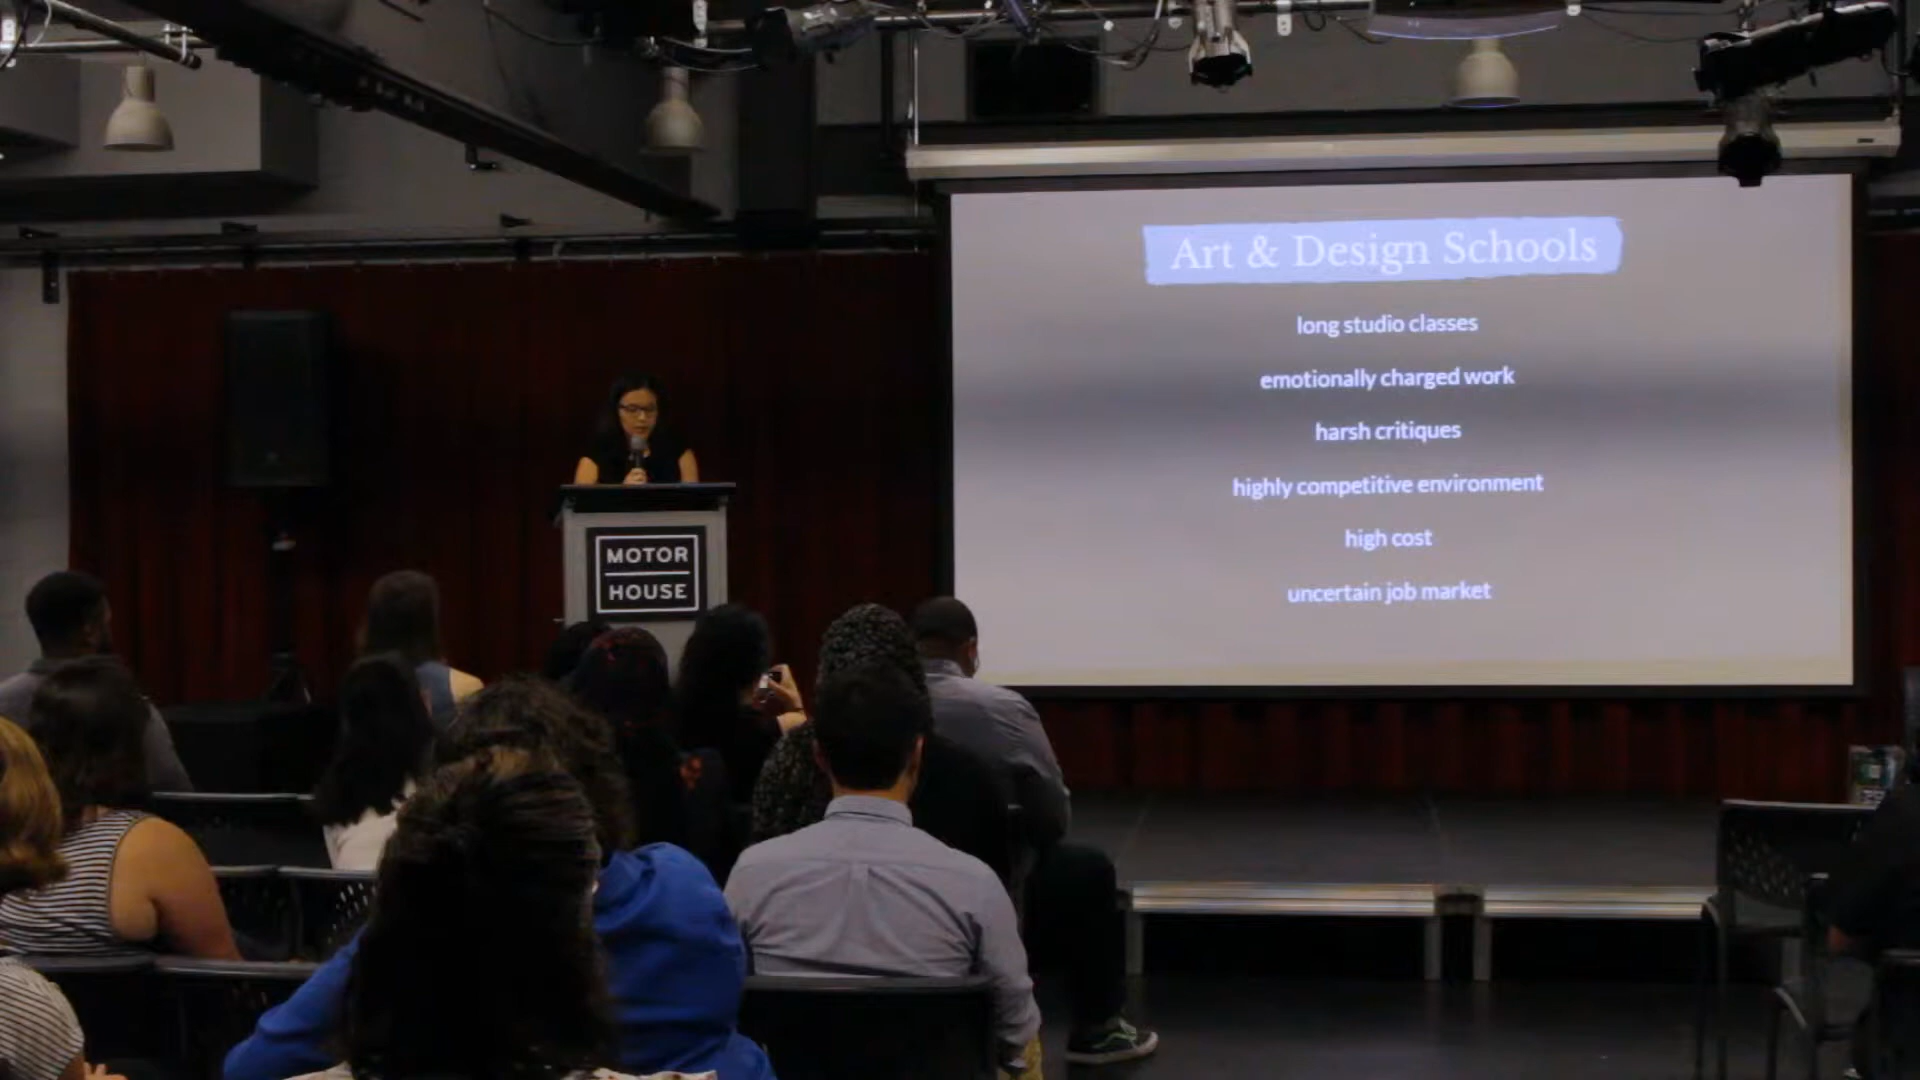 Art & Design Schools
long studio classes
emotionally charged work
harsh critiques
highly competitive environment
high cost
uncertain job market
MOTOR
HOUSE